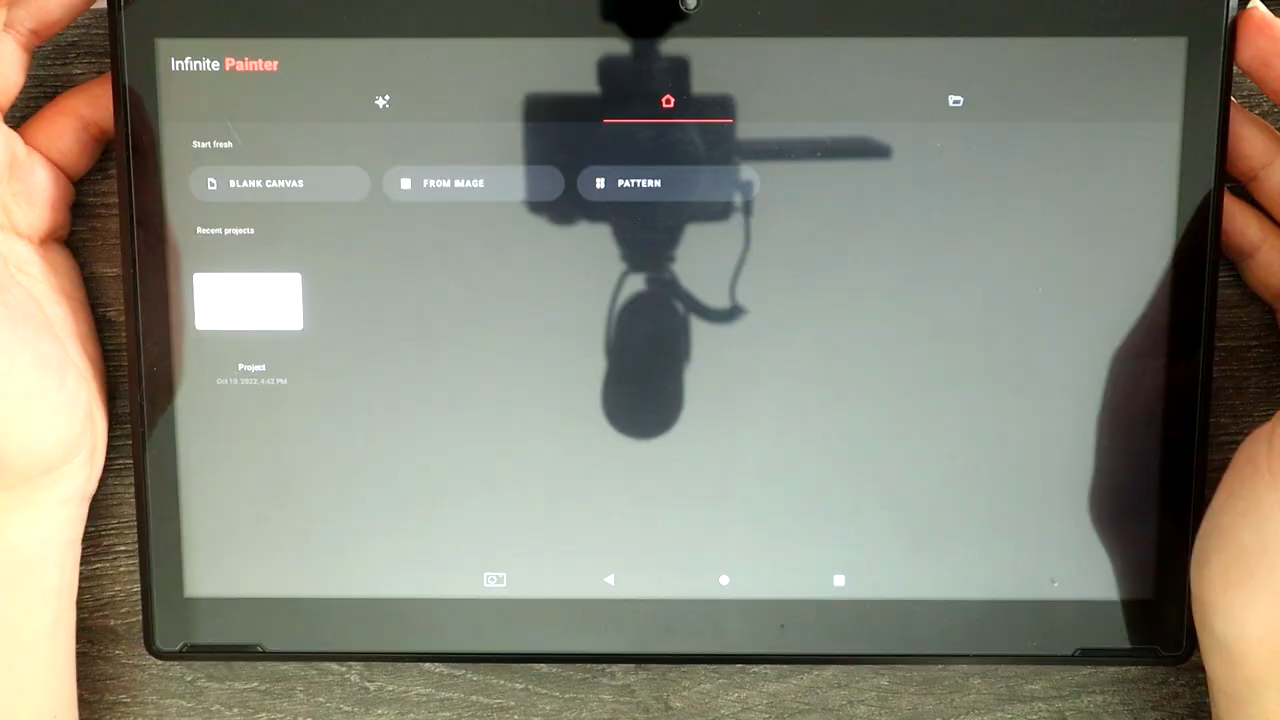 Infinite Painter
Start fresh
BLANK CANVAS
FROM IMAGE
PATTERN
Recent projects
Project
Oct 19, 2022, 4:42 PM